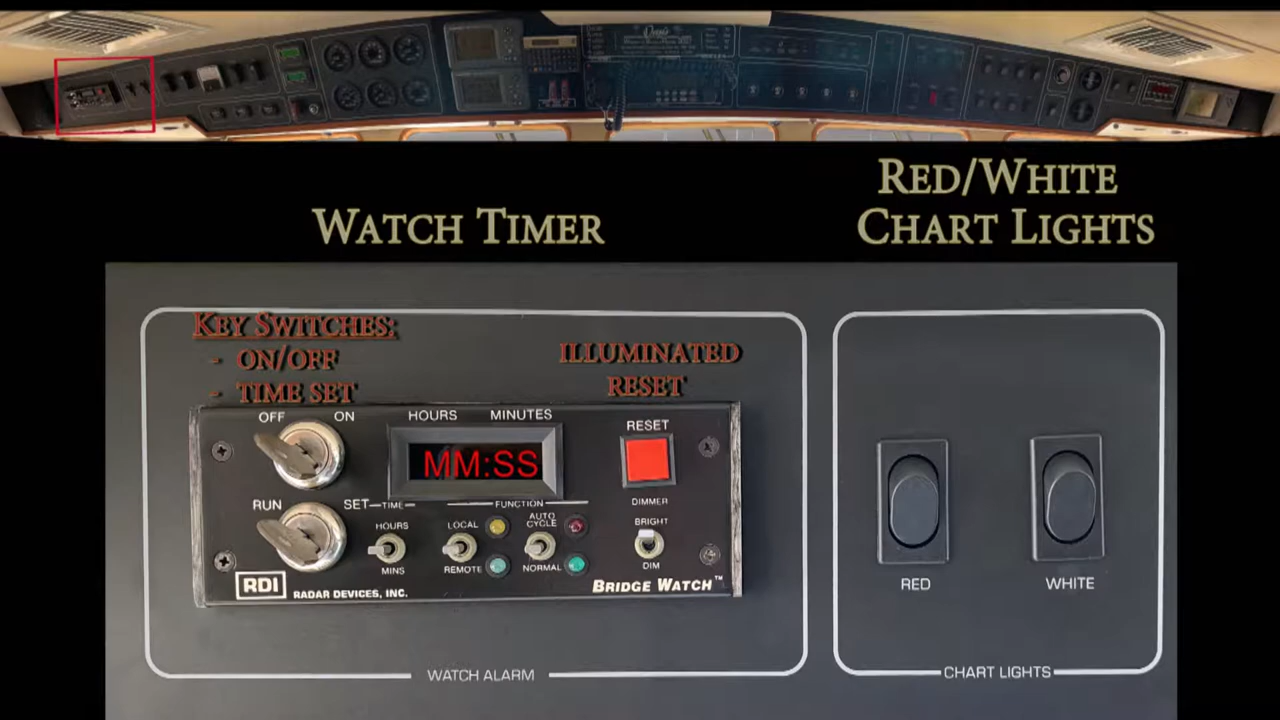 Oasis
WATCH TIMER
RED/WHITE
CHART LIGHTS
KEY SWITCHES:
- ON/OFF
- TIME SET
ILLUMINATED
RESET
OFF
ON
HOURS
MINUTES
RESET
MM:SS
RUN
SET
TIME
FUNCTION
DIMMER
HOURS
MINS
LOCAL
REMOTE
AUTO
CYCLE
NORMAL
BRIGHT
DIM
RDI
RADAR DEVICES, INC.
BRIDGE WATCH™
WATCH ALARM
RED
WHITE
CHART LIGHTS